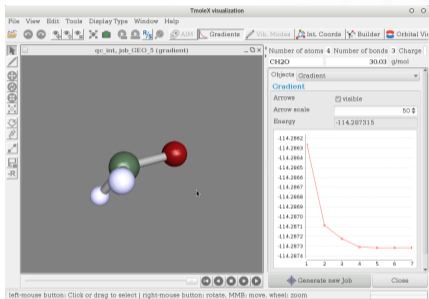 TmoleX visualization
File View Edit Tools Display Type Window Help
AIM Gradients Vib. Modes Int. Coords Builder Orbital Vi
qc_int, job_GEO_5 (gradient)
Number of atoms 4 Number of bonds 3 Charge
CH2O 30.03 g/mol
Objects Gradient
Gradient
Arrows visible
Arrow scale 50
Energy -114.287315
-114.2862
-114.2863
-114.2864
-114.2865
-114.2866
-114.2867
-114.2868
-114.2869
-114.2870
-114.2871
-114.2872
-114.2873
-114.2874
1 2 3 4 5 6 7
-R
Generate new Job Close
left-mouse button: Click or drag to select | right-mouse button: rotate, MMB: move, wheel: zoom